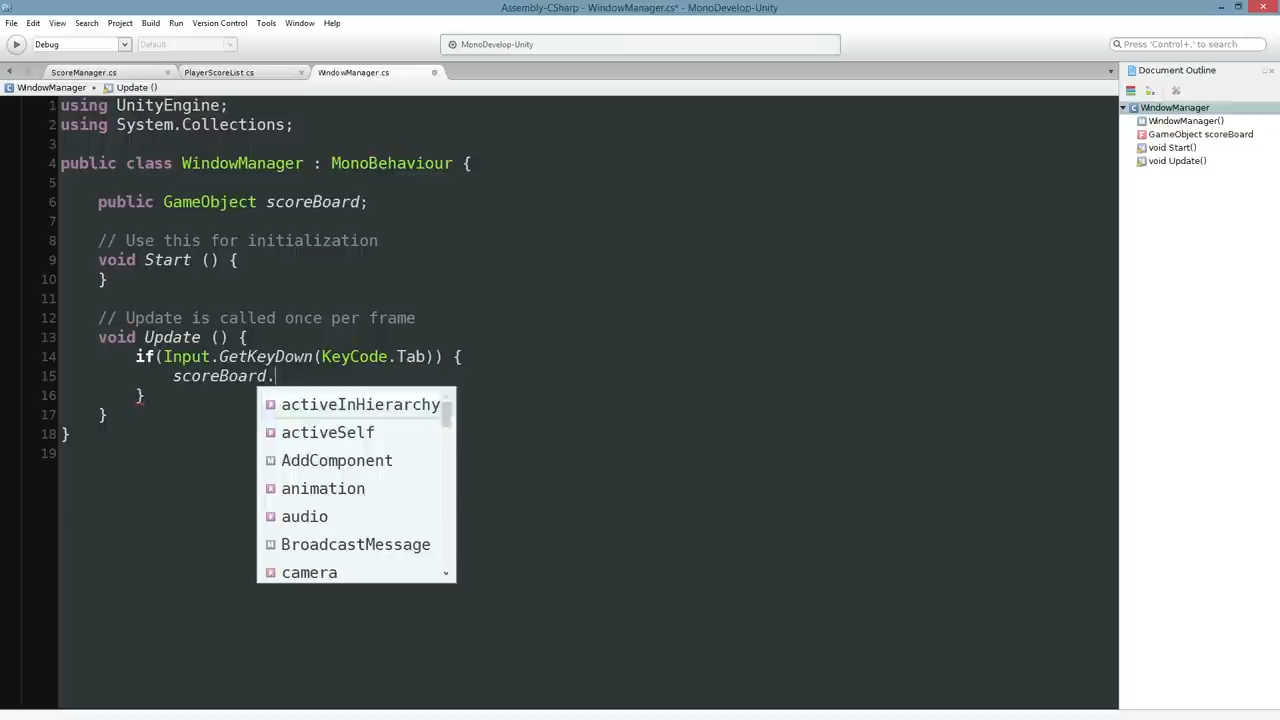 Assembly-CSharp - WindowManager.cs* - MonoDevelop-Unity
File Edit View Search Project Build Run Version Control Tools Window Help
Debug Default MonoDevelop-Unity Press 'Control+,' to search
ScoreManager.cs PlayerScoreList.cs WindowManager.cs Document Outline
WindowManager Update ()
1 using UnityEngine;
2 using System.Collections;
3
4 public class WindowManager : MonoBehaviour {
5
6 public GameObject scoreBoard;
7
8 // Use this for initialization
9 void Start () {
10 }
11
12 // Update is called once per frame
13 void Update () {
14 if(Input.GetKeyDown(KeyCode.Tab)) {
15 scoreBoard.
16 }
17 }
18 }
19
activeInHierarchy
activeSelf
AddComponent
animation
audio
BroadcastMessage
camera
WindowManager
WindowManager()
GameObject scoreBoard
void Start()
void Update()